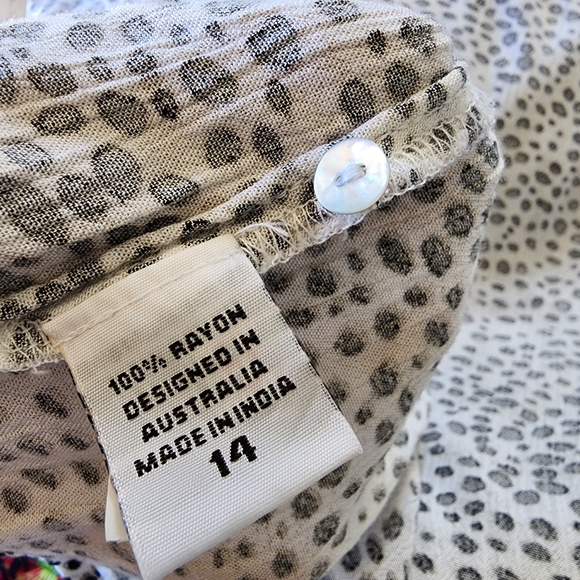 100% RAYON
DESIGNED IN
AUSTRALIA
MADE IN INDIA
14